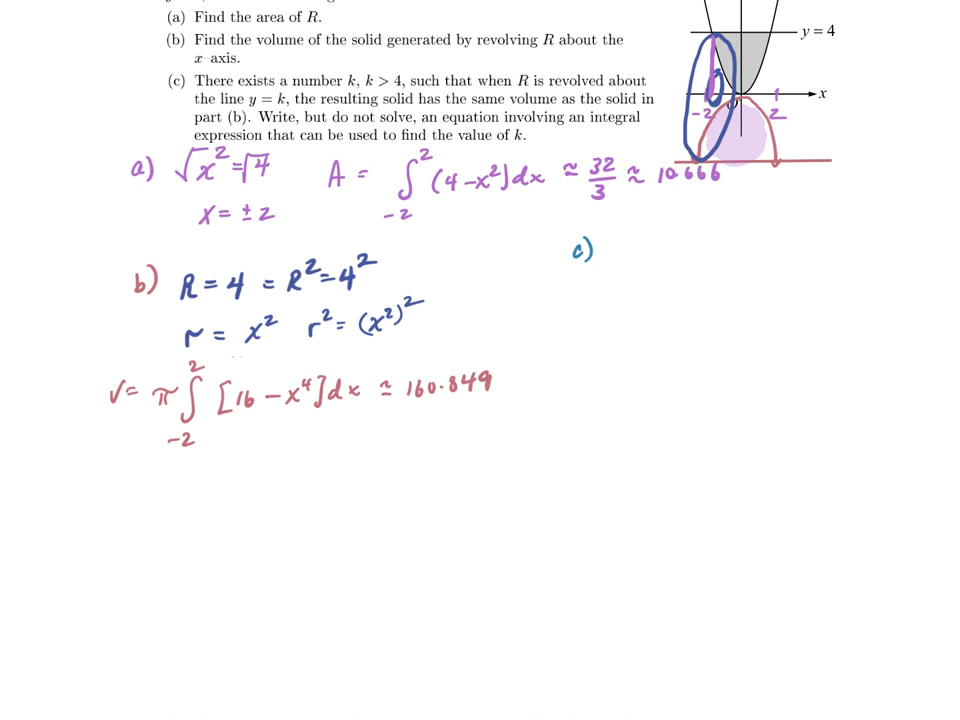 (a) Find the area of R.
(b) Find the volume of the solid generated by revolving R about the
x–axis.
(c) There exists a number k, k > 4, such that when R is revolved about
the line y = k, the resulting solid has the same volume as the solid in
part (b). Write, but do not solve, an equation involving an integral
expression that can be used to find the value of k.
y = 4
x
-2
1
2
a) √x² = √4
A = ∫₋₂² (4-x²)dx ≈ 32/3 ≈ 10.666
x = ± 2
c)
b) R = 4 = R² = 4²
r = x² r² = (x²)²
V = π ∫₋₂² [16 - x⁴]dx ≈ 160.849